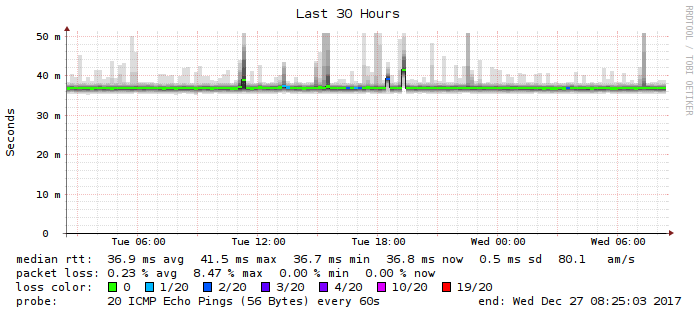 Last 30 Hours
RRDTOOL / TOBI OETIKER
Seconds
50 m
40 m
30 m
20 m
10 m
0
Tue 06:00 Tue 12:00 Tue 18:00 Wed 00:00 Wed 06:00
median rtt: 36.9 ms avg 41.5 ms max 36.7 ms min 36.8 ms now 0.5 ms sd 80.1 am/s
packet loss: 0.23 % avg 8.47 % max 0.00 % min 0.00 % now
loss color: 0 1/20 2/20 3/20 4/20 10/20 19/20
probe: 20 ICMP Echo Pings (56 Bytes) every 60s end: Wed Dec 27 08:25:03 2017